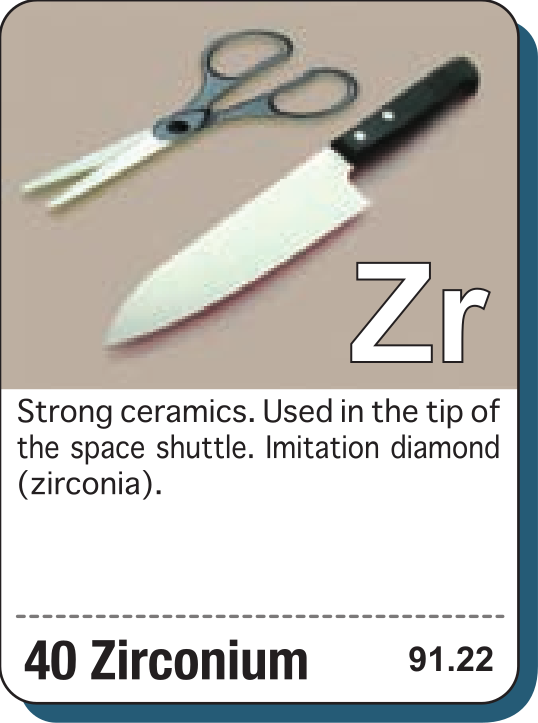 Zr
Strong ceramics. Used in the tip of
the space shuttle. Imitation diamond
(zirconia).
40 Zirconium 91.22